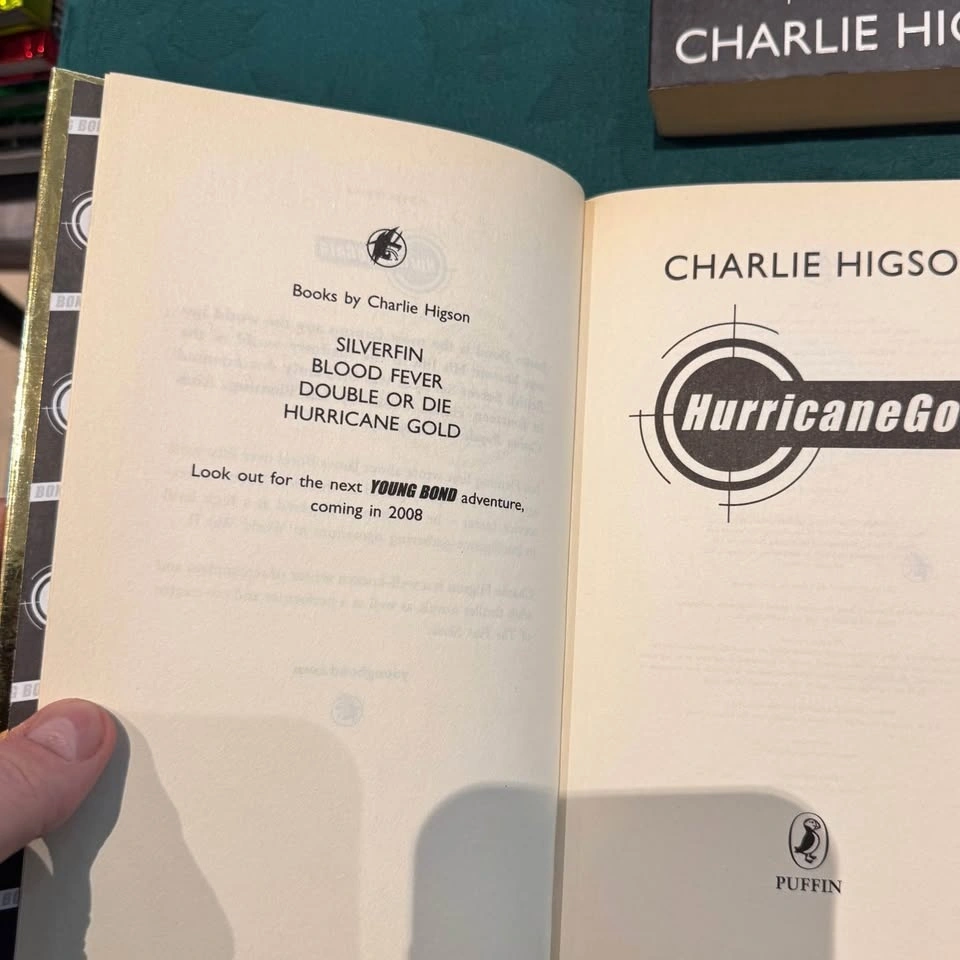 CHARLIE HIG
Books by Charlie Higson
SILVERFIN
BLOOD FEVER
DOUBLE OR DIE
HURRICANE GOLD
Look out for the next YOUNG BOND adventure,
coming in 2008
CHARLIE HIGSO
HurricaneGo
PUFFIN